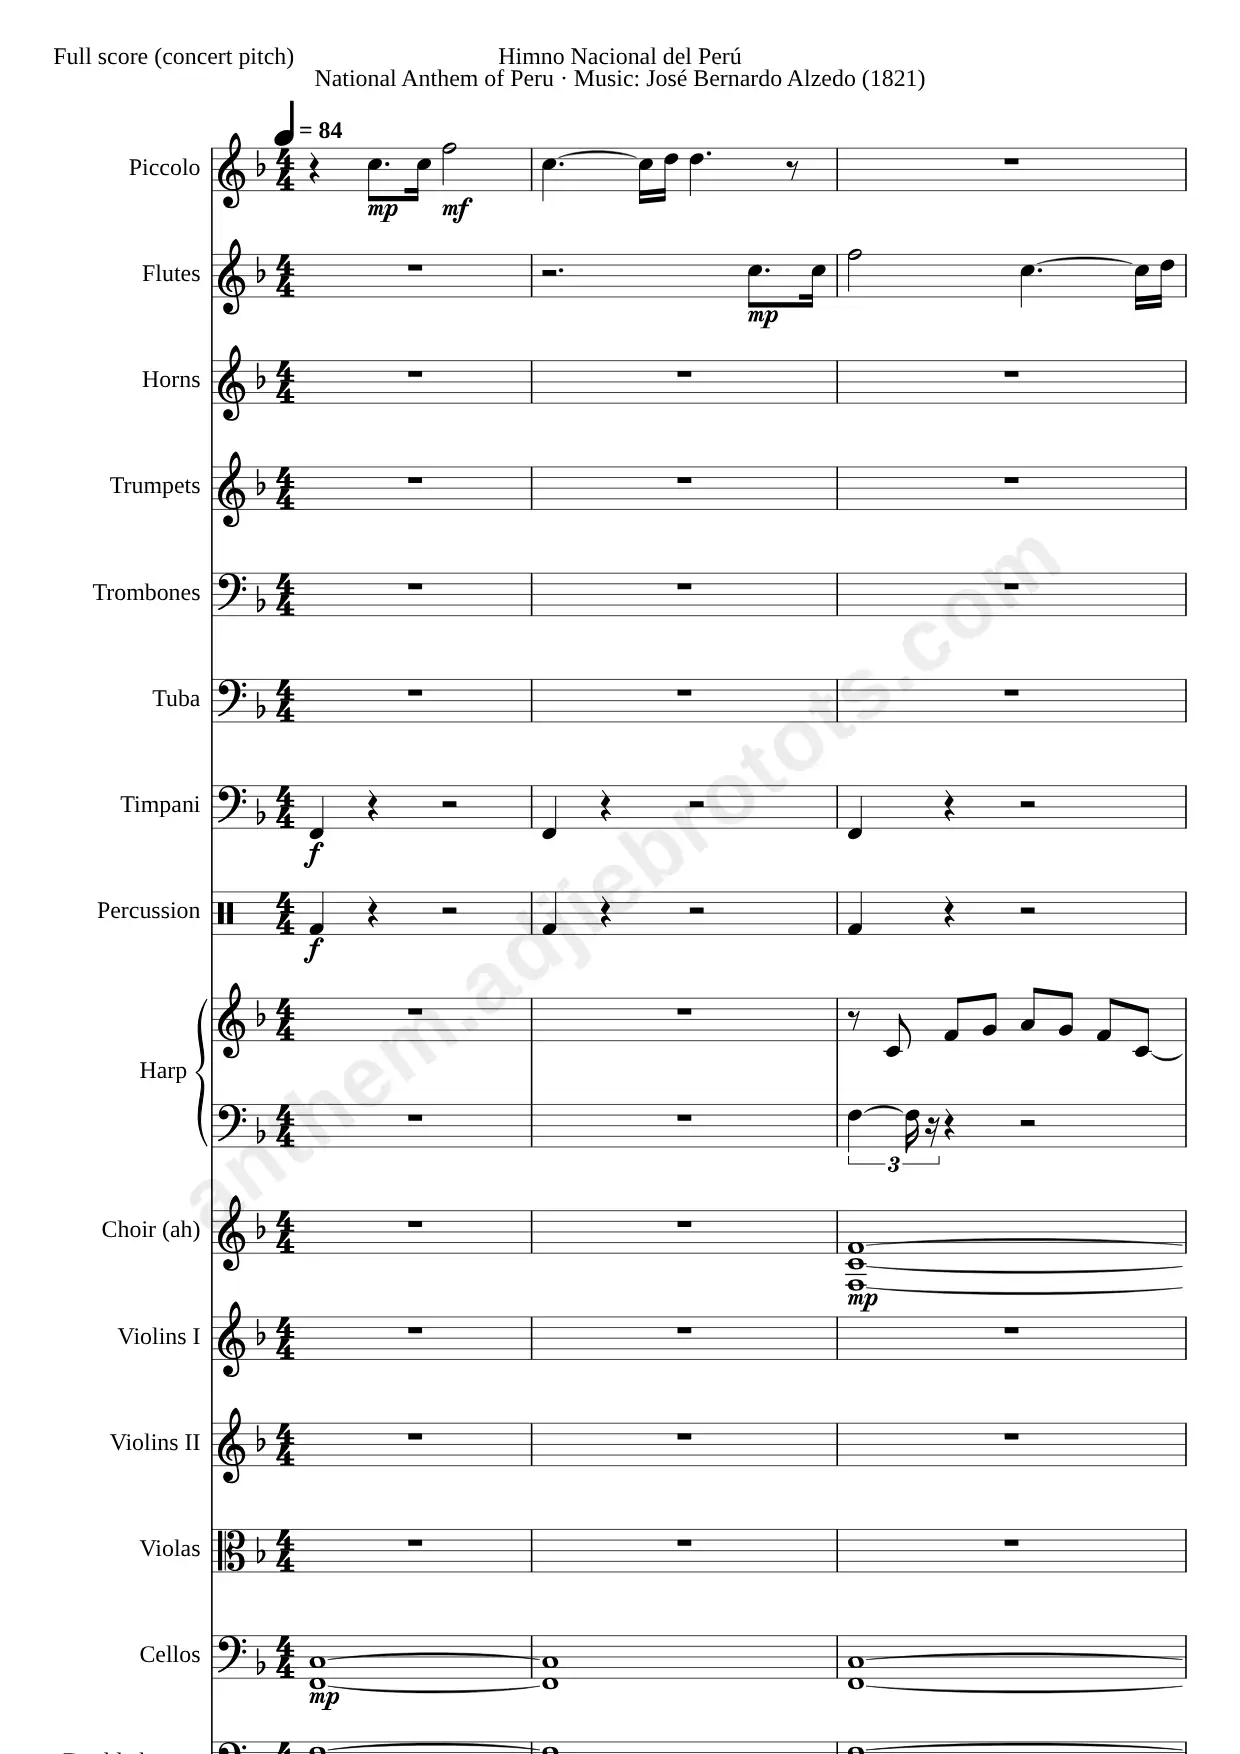 Full score (concert pitch)
Himno Nacional del Perú
National Anthem of Peru · Music: José Bernardo Alzedo (1821)
= 84
Piccolo
mp
mf
Flutes
mp
Horns
Trumpets
Trombones
Tuba
Timpani
f
Percussion
f
Harp
3
Choir (ah)
mp
Violins I
Violins II
Violas
Cellos
mp
anthem.adjiebrotots.com